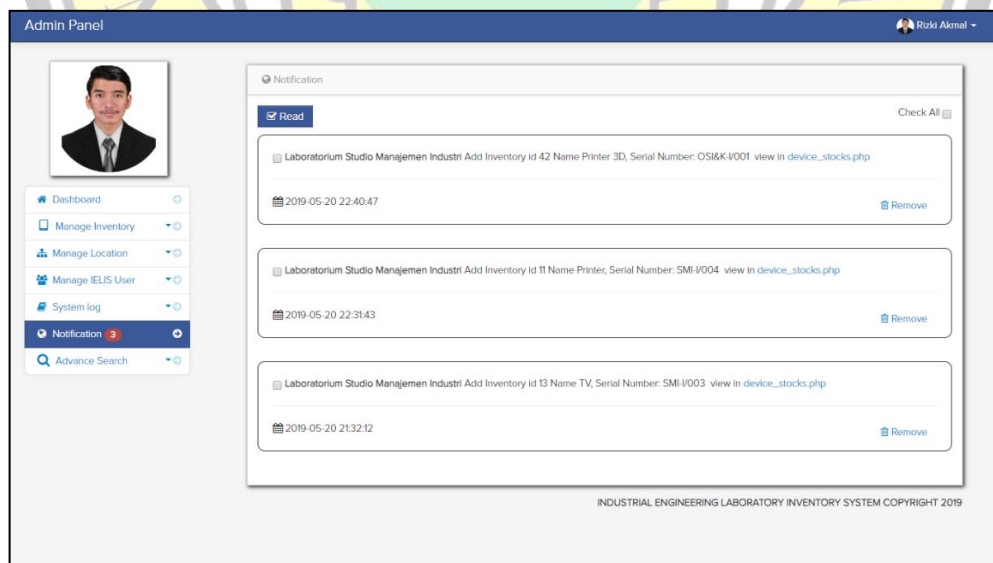 Admin Panel
Rizki Akmal
Notification
Read
Check All
Laboratorium Studio Manajemen Industri Add Inventory id 42 Name Printer 3D, Serial Number: OSI&K-I/001 view in device_stocks.php
2019-05-20 22:40:47
Remove
Laboratorium Studio Manajemen Industri Add Inventory id 11 Name Printer, Serial Number: SMI-I/004 view in device_stocks.php
2019-05-20 22:31:43
Remove
Laboratorium Studio Manajemen Industri Add Inventory id 13 Name TV, Serial Number: SMI-I/003 view in device_stocks.php
2019-05-20 21:32:12
Remove
Dashboard
Manage Inventory
Manage Location
Manage IELIS User
System log
Notification 3
Advance Search
INDUSTRIAL ENGINEERING LABORATORY INVENTORY SYSTEM COPYRIGHT 2019